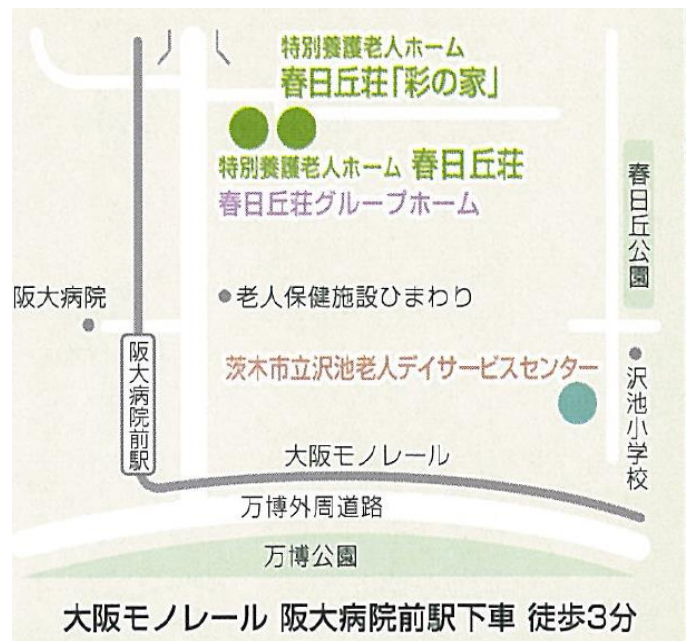 特別養護老人ホーム
春日丘荘「彩の家」
特別養護老人ホーム 春日丘荘
春日丘荘グループホーム
春日丘公園
阪大病院
老人保健施設ひまわり
阪大病院前駅
茨木市立沢池老人デイサービスセンター
沢池小学校
大阪モノレール
万博外周道路
万博公園
大阪モノレール 阪大病院前駅下車 徒歩3分